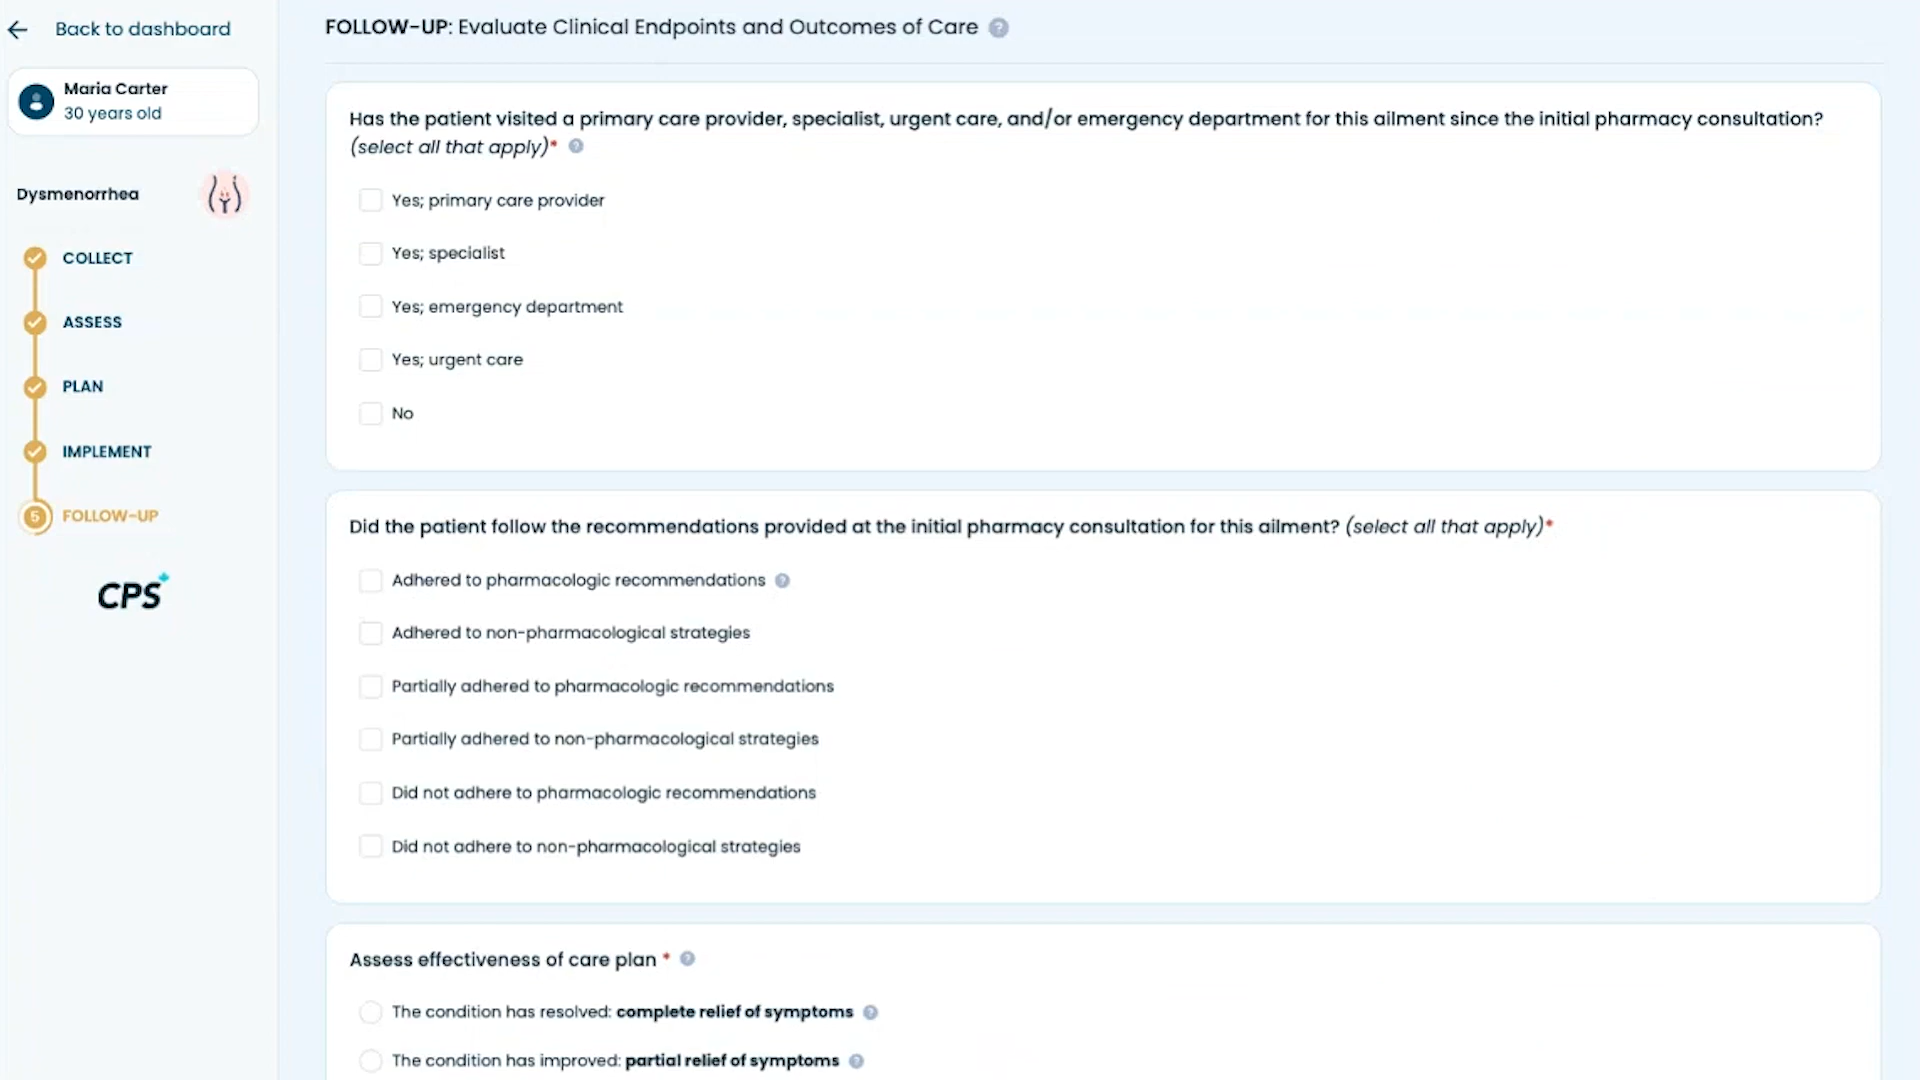 Back to dashboard
Maria Carter
30 years old
Dysmenorrhea
COLLECT
ASSESS
PLAN
IMPLEMENT
5 FOLLOW-UP
CPS
FOLLOW-UP: Evaluate Clinical Endpoints and Outcomes of Care ?
Has the patient visited a primary care provider, specialist, urgent care, and/or emergency department for this ailment since the initial pharmacy consultation?
(select all that apply)* ?
Yes; primary care provider
Yes; specialist
Yes; emergency department
Yes; urgent care
No
Did the patient follow the recommendations provided at the initial pharmacy consultation for this ailment? (select all that apply)*
Adhered to pharmacologic recommendations ?
Adhered to non-pharmacological strategies
Partially adhered to pharmacologic recommendations
Partially adhered to non-pharmacological strategies
Did not adhere to pharmacologic recommendations
Did not adhere to non-pharmacological strategies
Assess effectiveness of care plan * ?
The condition has resolved: complete relief of symptoms ?
The condition has improved: partial relief of symptoms ?